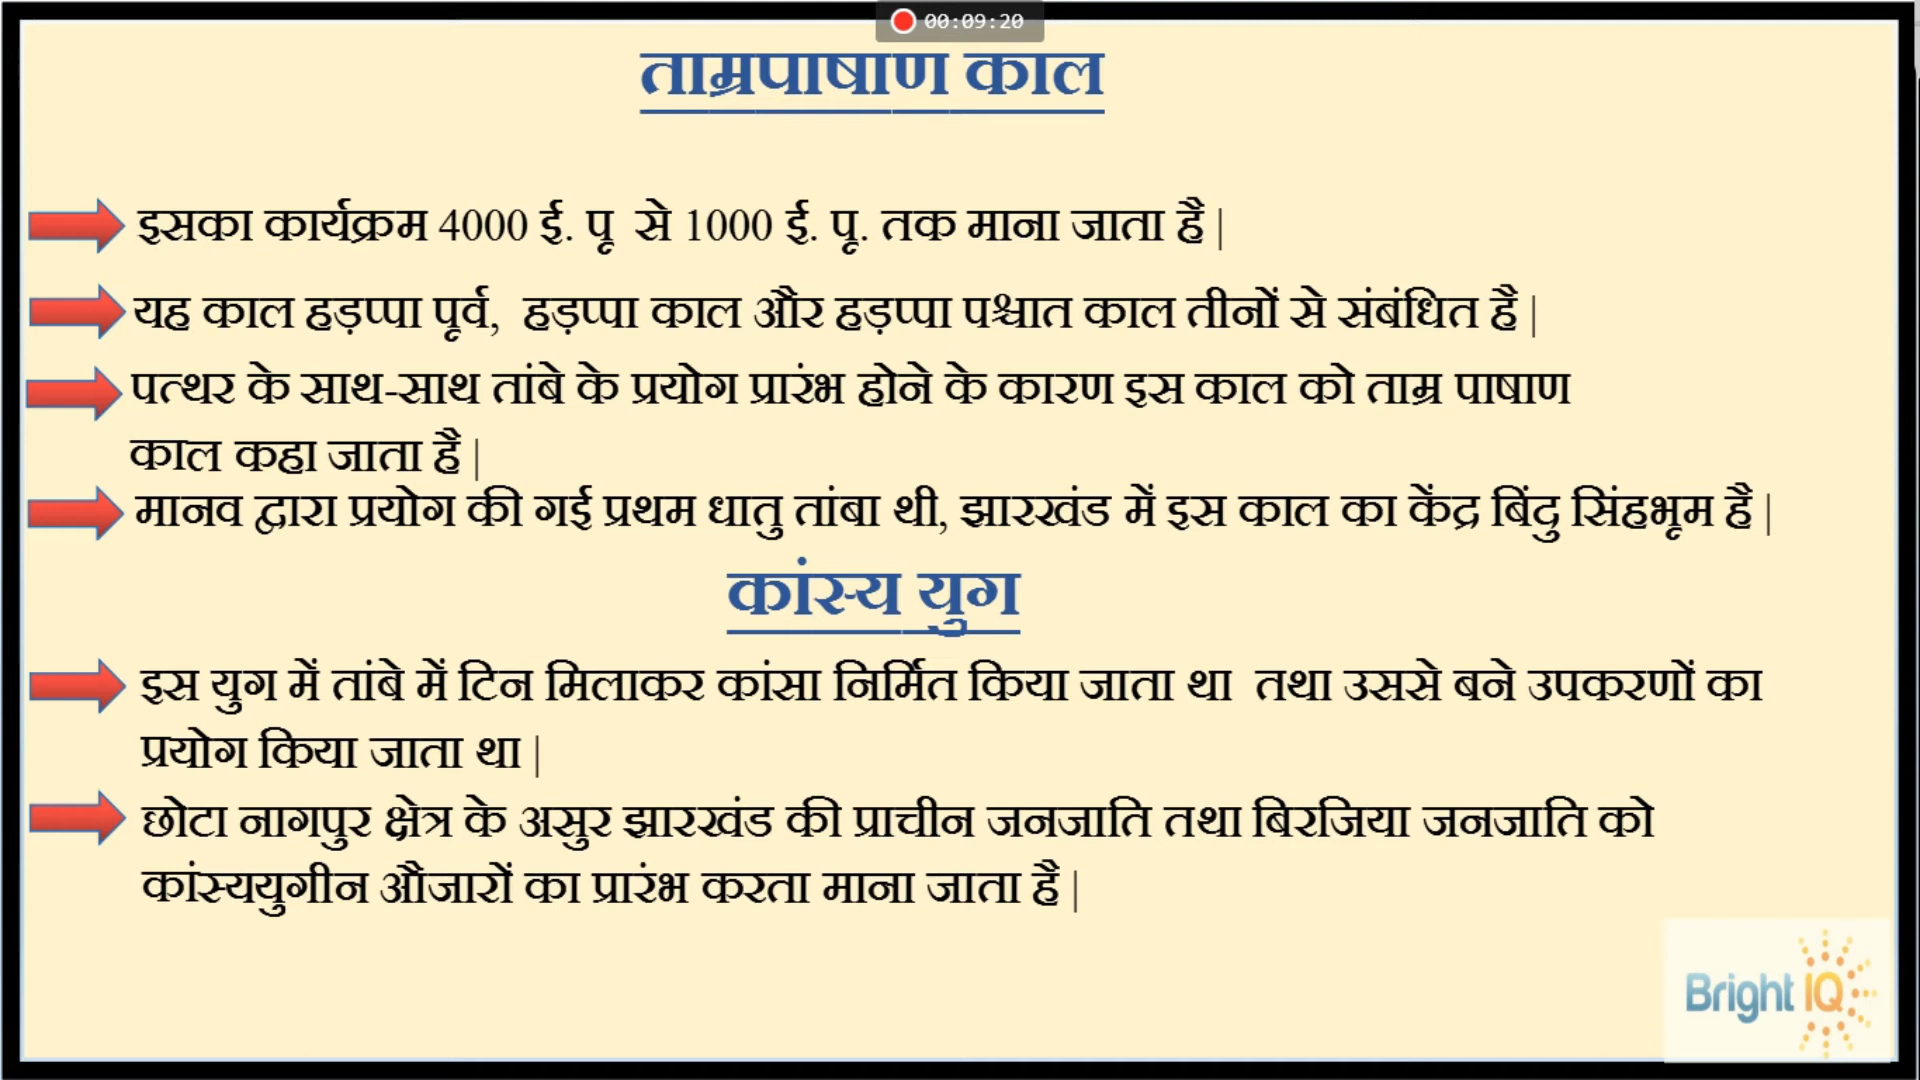 00:09:20
ताम्रपाषाण काल
इसका कार्यक्रम 4000 ई. पू से 1000 ई. पू. तक माना जाता है |
यह काल हड़प्पा पूर्व, हड़प्पा काल और हड़प्पा पश्चात काल तीनों से संबंधित है |
पत्थर के साथ-साथ तांबे के प्रयोग प्रारंभ होने के कारण इस काल को ताम्र पाषाण
काल कहा जाता है |
मानव द्वारा प्रयोग की गई प्रथम धातु तांबा थी, झारखंड में इस काल का केंद्र बिंदु सिंहभूम है |
कांस्य युग
इस युग में तांबे में टिन मिलाकर कांसा निर्मित किया जाता था तथा उससे बने उपकरणों का
प्रयोग किया जाता था |
छोटा नागपुर क्षेत्र के असुर झारखंड की प्राचीन जनजाति तथा बिरजिया जनजाति को
कांस्ययुगीन औजारों का प्रारंभ करता माना जाता है |
Bright IQ